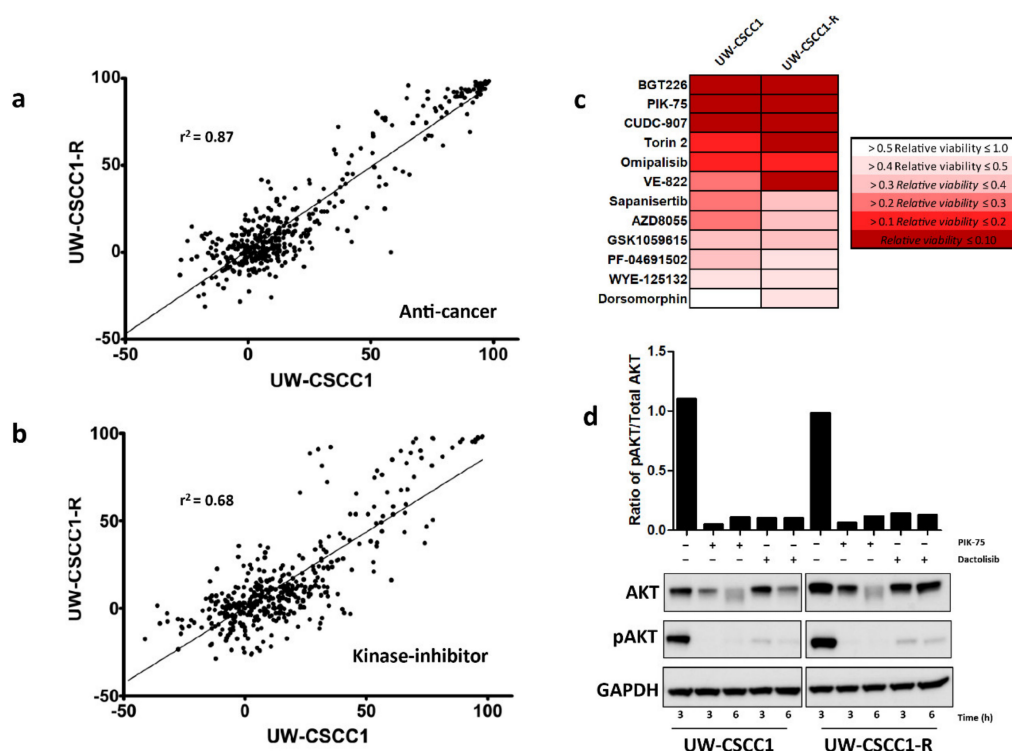 a
UW-CSCC1-R
100
50
0
-50
r² = 0.87
Anti-cancer
-50 0 50 100
UW-CSCC1
b
UW-CSCC1-R
100
50
0
-50
r² = 0.68
Kinase-inhibitor
-50 0 50 100
UW-CSCC1
c
UW-CSCC1 UW-CSCC1-R
BGT226
PIK-75
CUDC-907
Torin 2
Omipalisib
VE-822
Sapanisertib
AZD8055
GSK1059615
PF-04691502
WYE-125132
Dorsomorphin
> 0.5 Relative viability ≤ 1.0
> 0.4 Relative viability ≤ 0.5
> 0.3 Relative viability ≤ 0.4
> 0.2 Relative viability ≤ 0.3
> 0.1 Relative viability ≤ 0.2
Relative viability ≤ 0.10
d
Ratio of pAKT/Total AKT
1.5
1.0
0.5
0.0
– + + – – – + + – – PIK-75
– – – + + – – – + + Dactolisib
AKT
pAKT
GAPDH
3 3 6 3 6 3 3 6 3 6 Time (h)
UW-CSCC1 UW-CSCC1-R